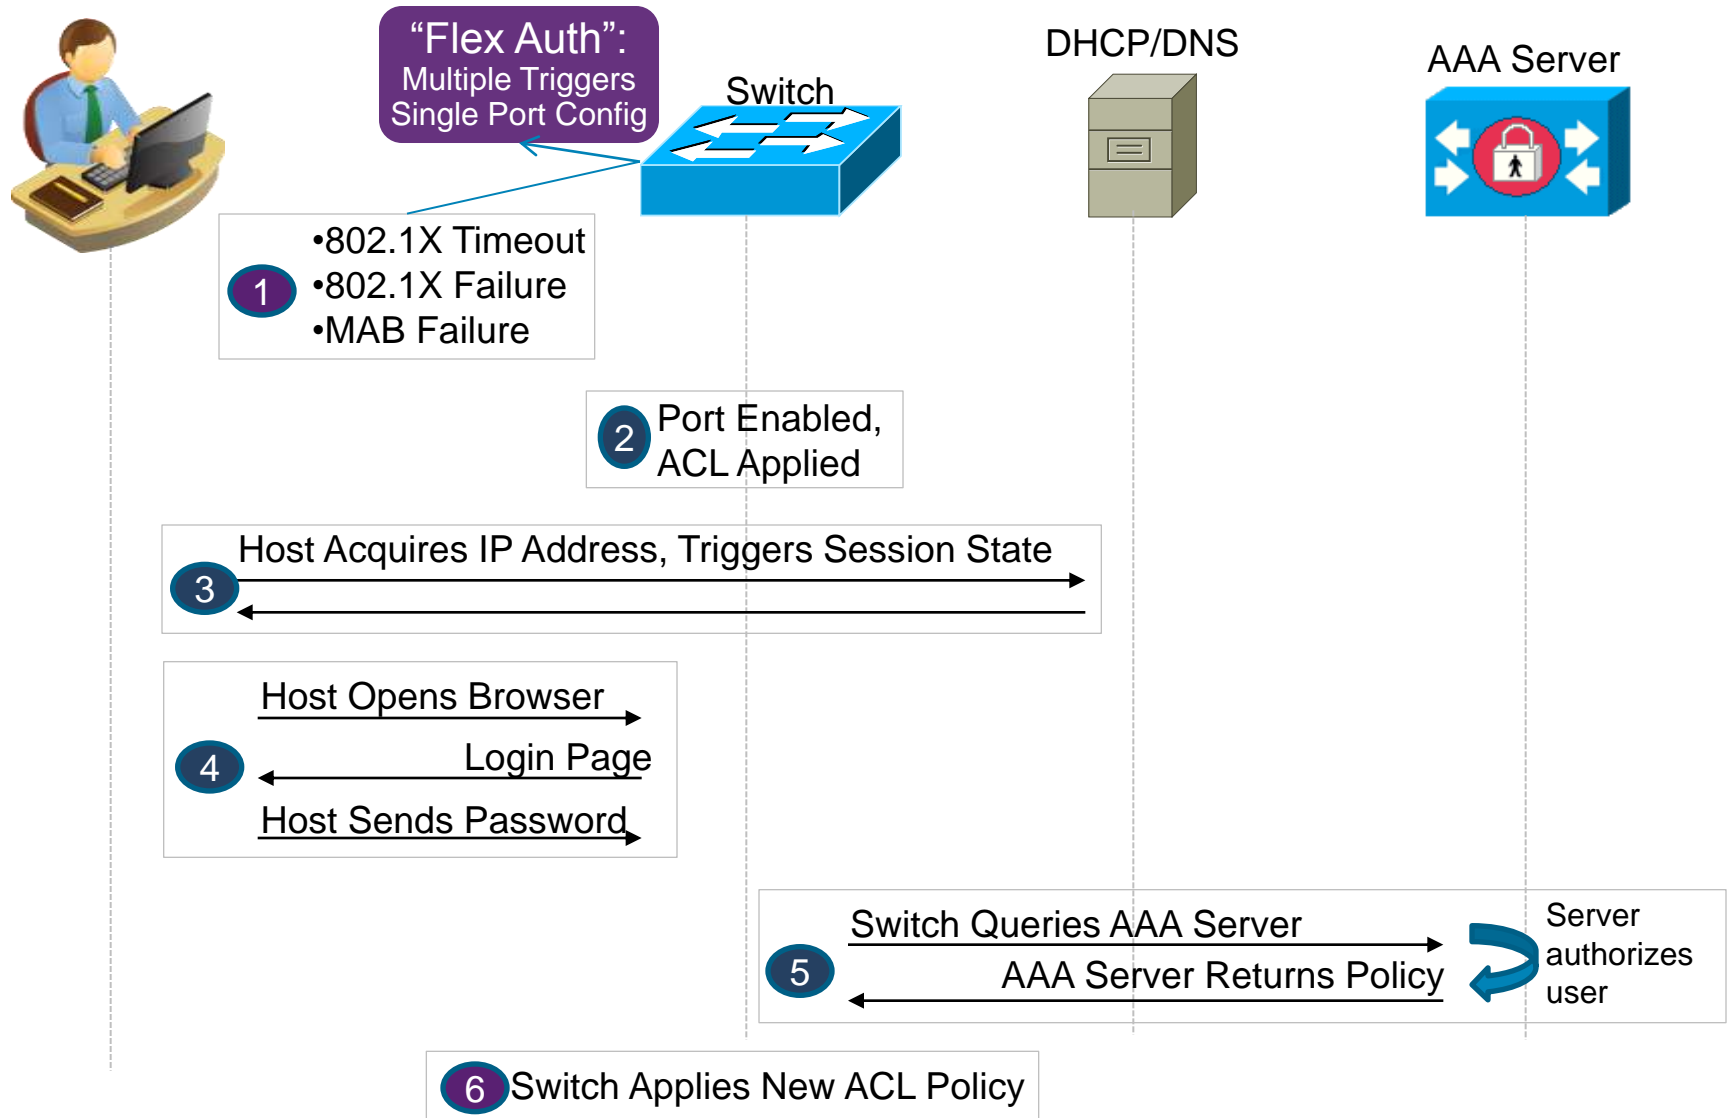 “Flex Auth”:
Multiple Triggers
Single Port Config
Switch
DHCP/DNS
AAA Server
1
•802.1X Timeout
•802.1X Failure
•MAB Failure
2
Port Enabled,
ACL Applied
3
Host Acquires IP Address, Triggers Session State
4
Host Opens Browser
Login Page
Host Sends Password
5
Switch Queries AAA Server
AAA Server Returns Policy
Server
authorizes
user
6
Switch Applies New ACL Policy